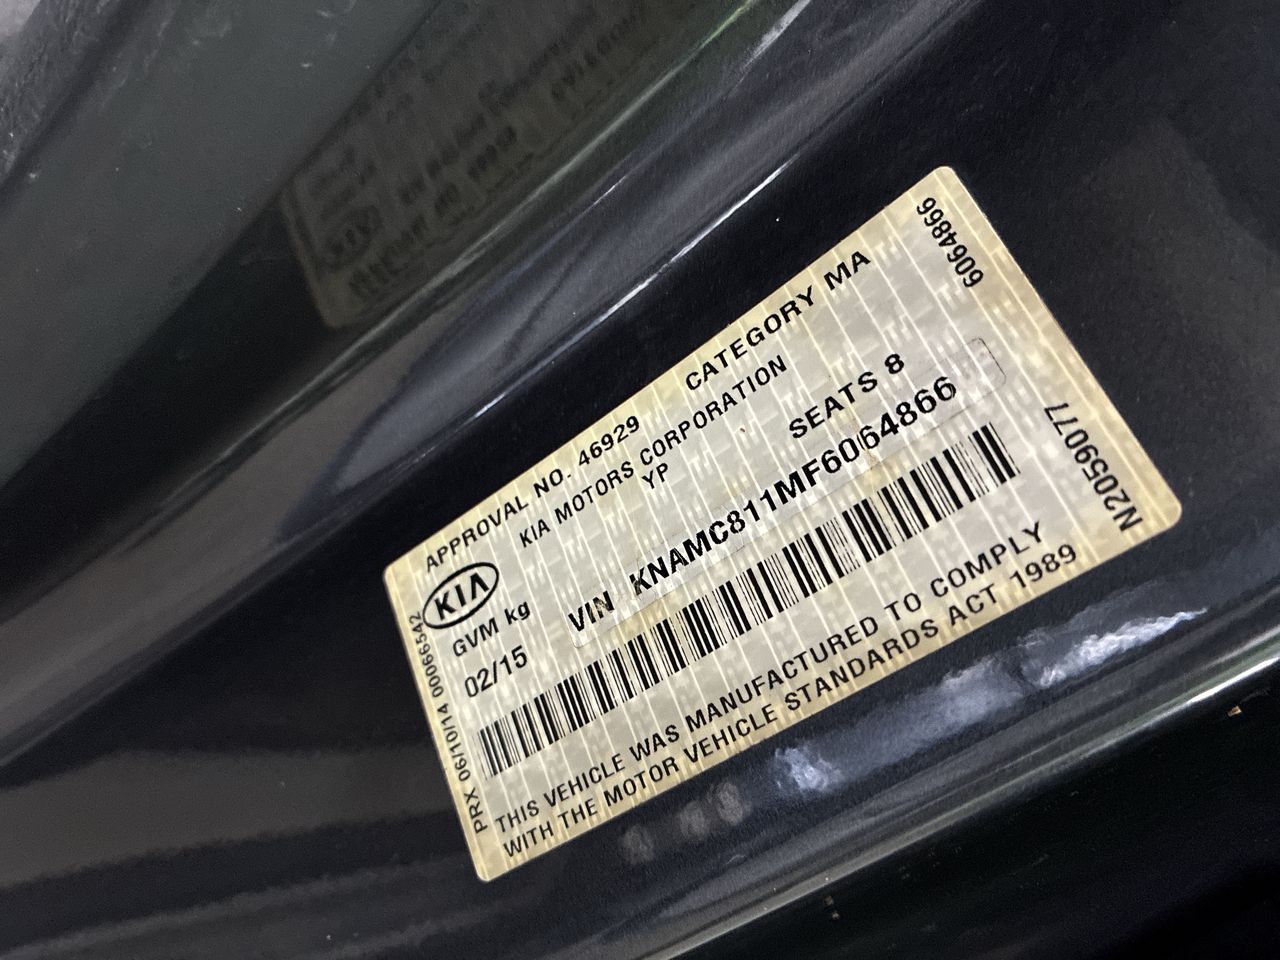 APPROVAL NO. 46929 CATEGORY MA
KIA MOTORS CORPORATION
KIA
YP
GVM kg SEATS 8
02/15 VIN KNAMC811MF6064866
THIS VEHICLE WAS MANUFACTURED TO COMPLY
WITH THE MOTOR VEHICLE STANDARDS ACT 1989
PRX 06/10/14 00066542
6064866
N2059077